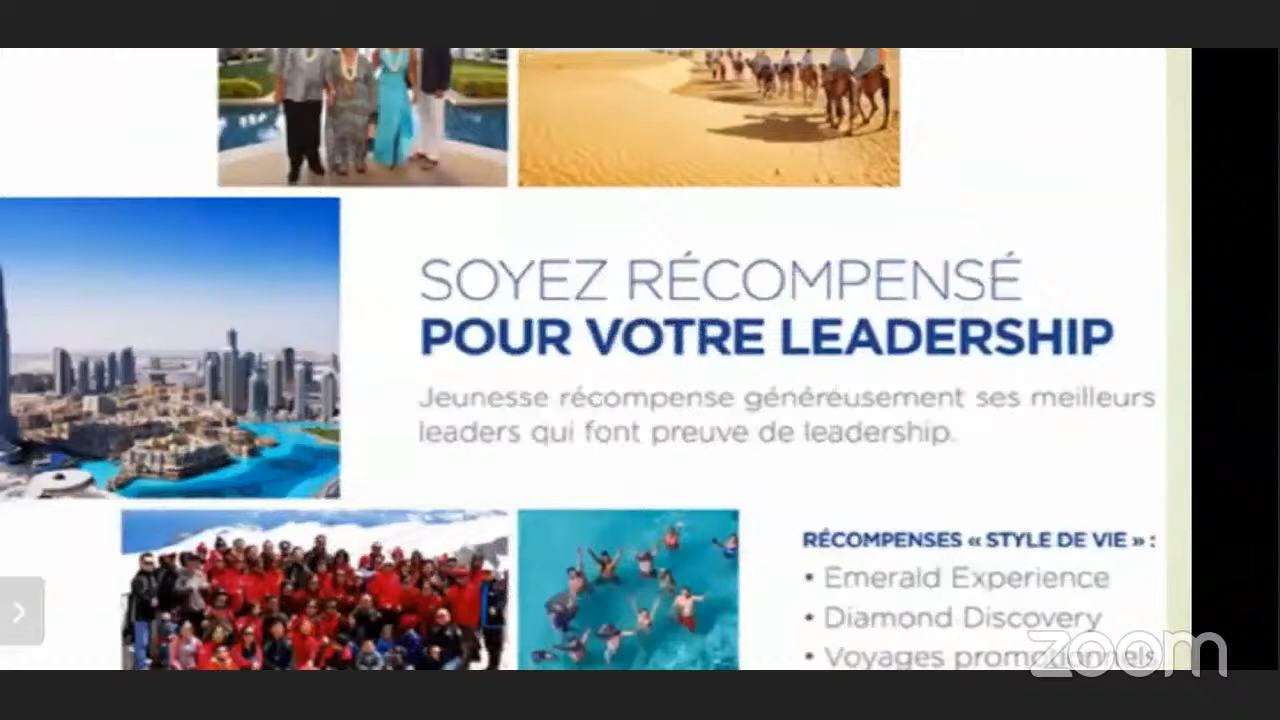 SOYEZ RÉCOMPENSÉ
POUR VOTRE LEADERSHIP
Jeunesse récompense généreusement ses meilleurs
leaders qui font preuve de leadership.
RÉCOMPENSES « STYLE DE VIE » :
• Emerald Experience
• Diamond Discovery
• Voyages promotionnels
zoom